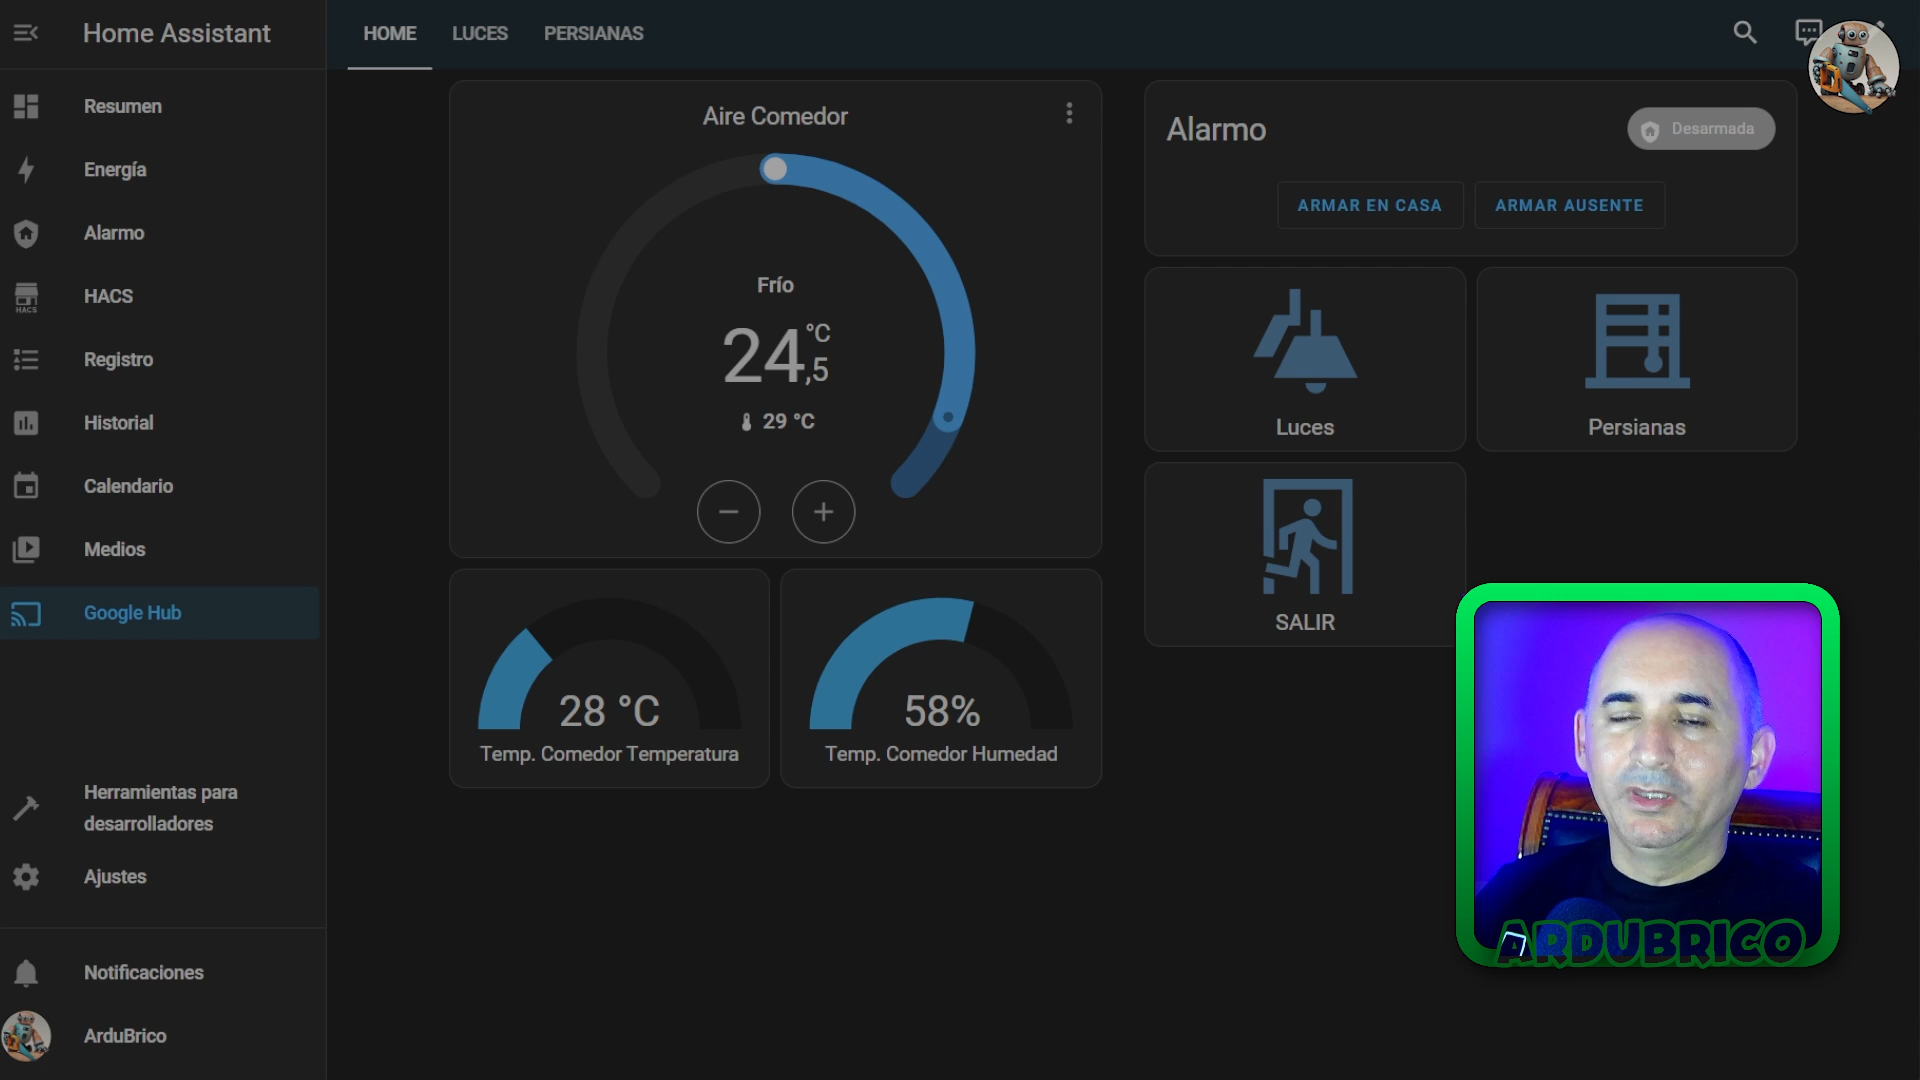 Home Assistant
HOME
LUCES
PERSIANAS
Resumen
Energía
Alarmo
HACS
HACS
Registro
Historial
Calendario
Medios
Google Hub
Herramientas para
desarrolladores
Ajustes
Notificaciones
ArduBrico
Aire Comedor
Frío
24,5 °C
29 °C
28 °C
Temp. Comedor Temperatura
58%
Temp. Comedor Humedad
Alarmo
Desarmada
ARMAR EN CASA
ARMAR AUSENTE
Luces
Persianas
SALIR
ARDUBRICO